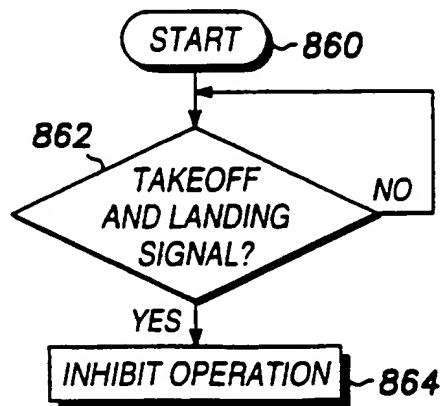 START
860
862
TAKEOFF
AND LANDING
SIGNAL?
NO
YES
INHIBIT OPERATION
864